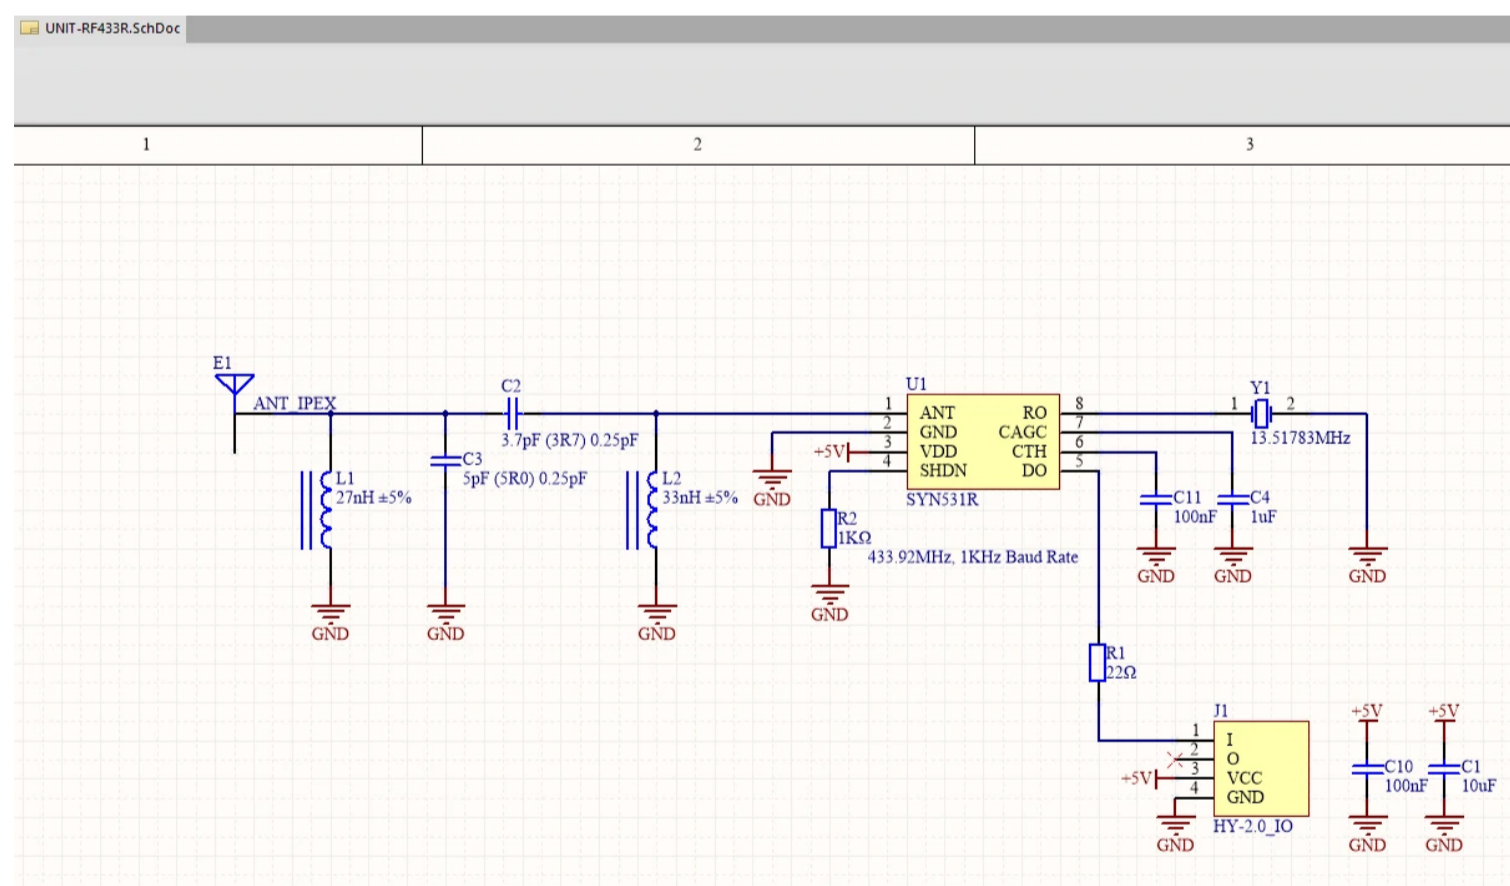 UNIT-RF433R.SchDoc
1
2
3
E1
ANT_IPEX
C2
3.7pF (3R7) 0.25pF
C3
5pF (5R0) 0.25pF
L1
27nH ±5%
L2
33nH ±5%
GND
GND
GND
U1
1 ANT
2 GND
3 VDD
4 SHDN
RO 8
CAGC 7
CTH 6
DO 5
SYN531R
+5V
GND
R2
1KΩ
GND
433.92MHz, 1KHz Baud Rate
Y1
1 2
13.51783MHz
C11
100nF
C4
1uF
GND
GND
GND
R1
22Ω
J1
1 I
2 O
3 VCC
4 GND
HY-2.0_IO
+5V
GND
+5V
C10
100nF
GND
+5V
C1
10uF
GND